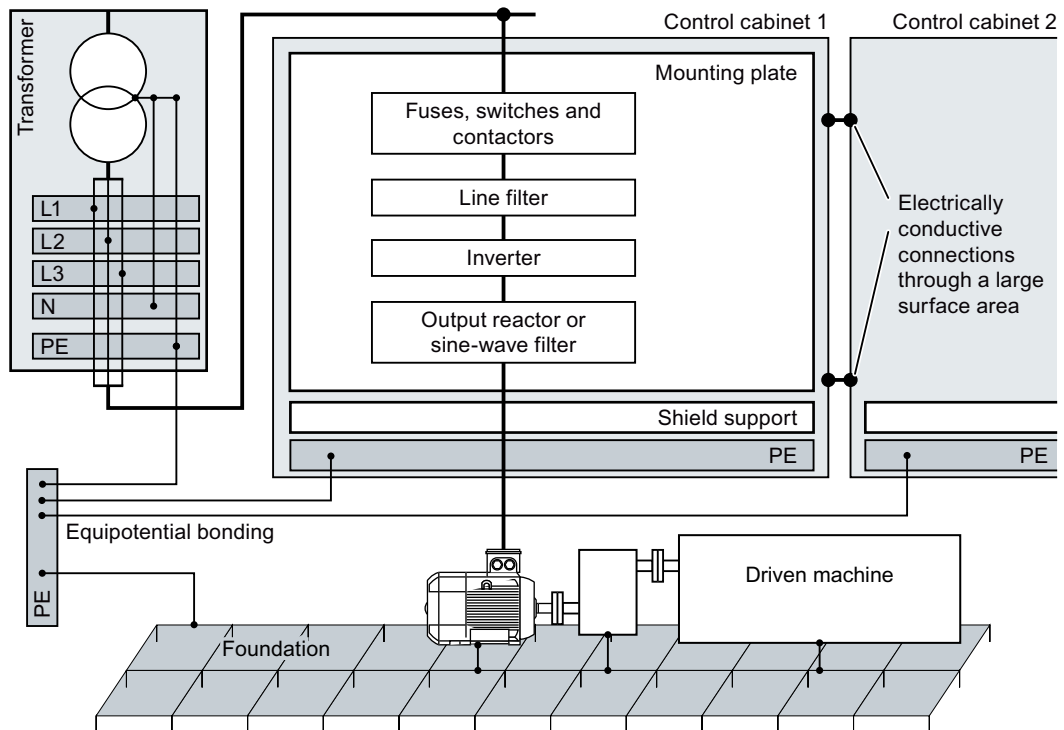 Control cabinet 1
Control cabinet 2
Transformer
Mounting plate
Fuses, switches and
contactors
Line filter
Inverter
Output reactor or
sine-wave filter
L1
L2
L3
N
PE
Electrically
conductive
connections
through a large
surface area
Shield support
PE
PE
Equipotential bonding
PE
Driven machine
Foundation